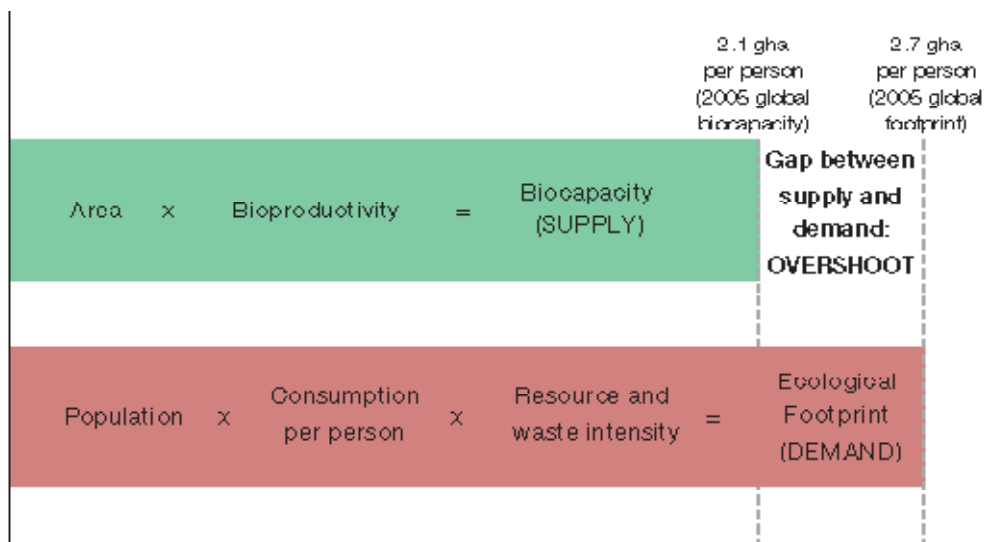 2.1 gha
per person
(2005 global
biocapacity)
2.7 gha
per person
(2005 global
footprint)
Area x Bioproductivity = Biocapacity
(SUPPLY)
Gap between
supply and
demand:
OVERSHOOT
Population x Consumption
per person x Resource and
waste intensity = Ecological
Footprint
(DEMAND)